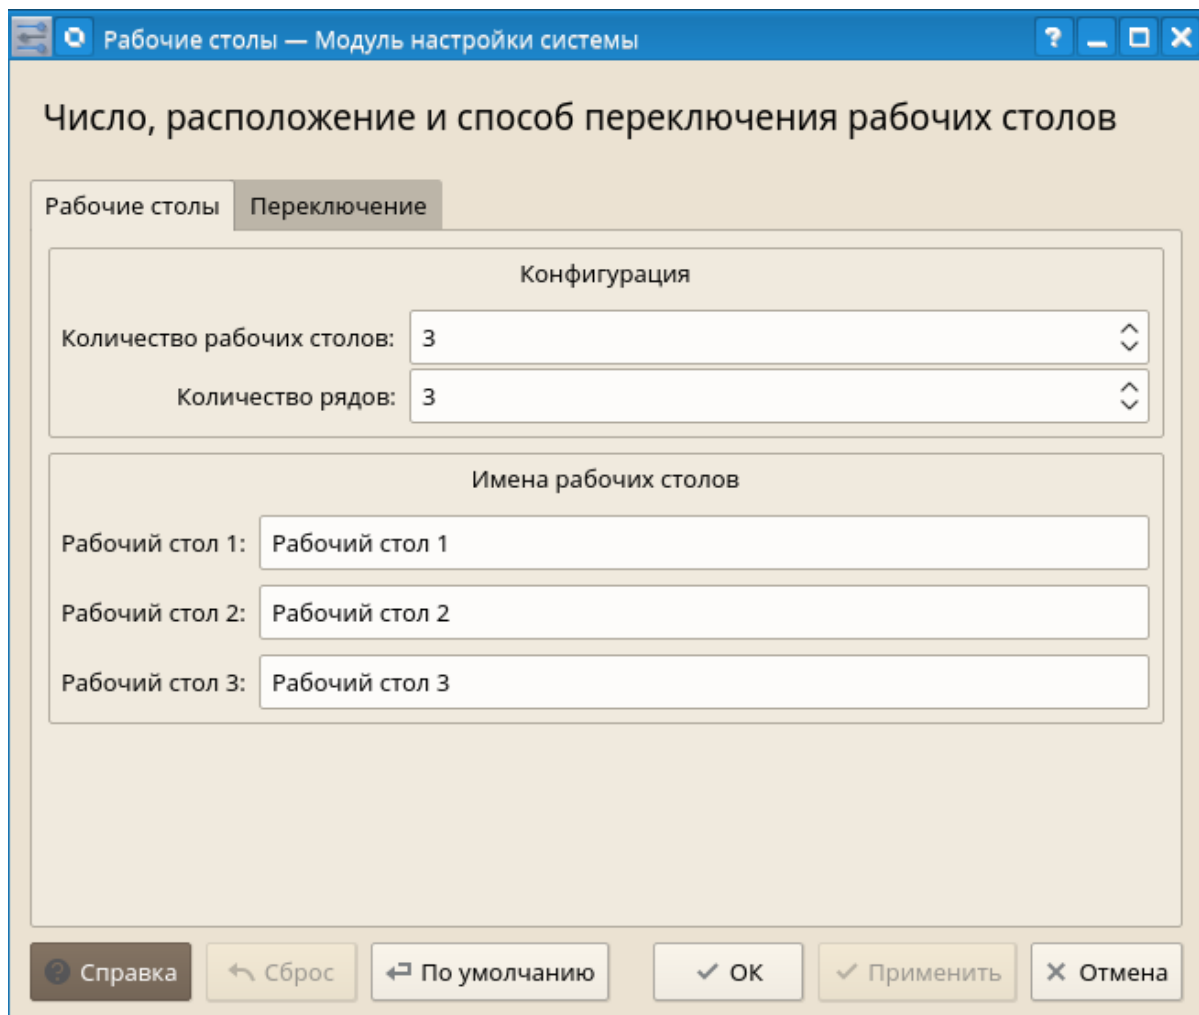 Рабочие столы — Модуль настройки системы
Число, расположение и способ переключения рабочих столов
Рабочие столы Переключение
Конфигурация
Количество рабочих столов: 3
Количество рядов: 3
Имена рабочих столов
Рабочий стол 1: Рабочий стол 1
Рабочий стол 2: Рабочий стол 2
Рабочий стол 3: Рабочий стол 3
Справка Сброс По умолчанию ОК Применить Отмена